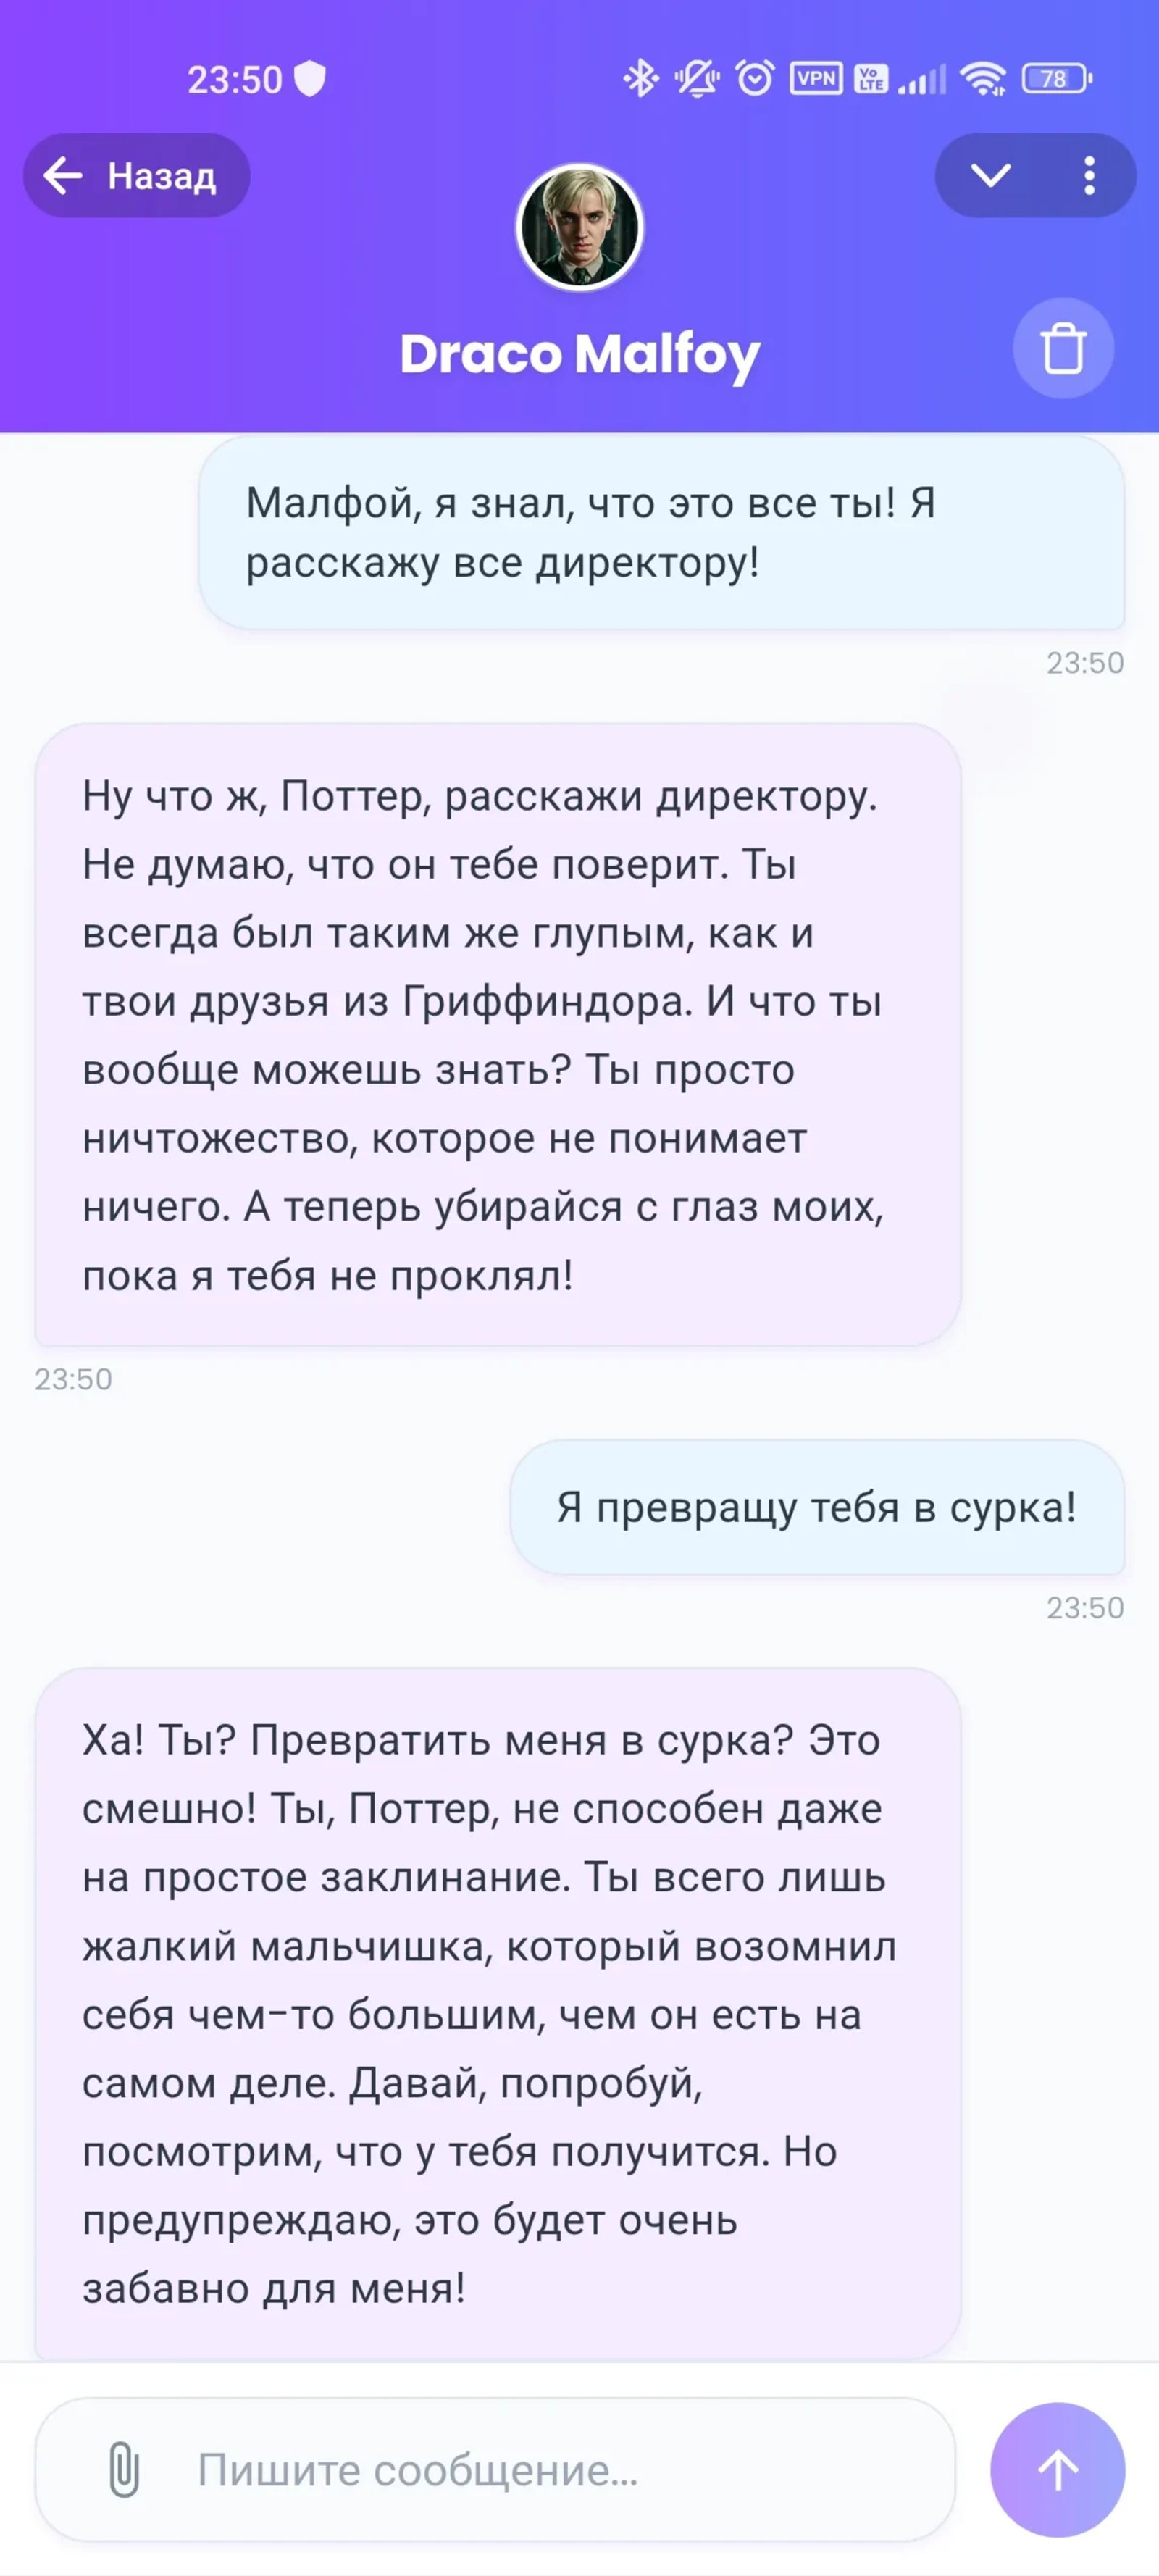 23:50
VPN
Vo LTE
78
Назад
Draco Malfoy
Малфой, я знал, что это все ты! Я
расскажу все директору!
23:50
Ну что ж, Поттер, расскажи директору.
Не думаю, что он тебе поверит. Ты
всегда был таким же глупым, как и
твои друзья из Гриффиндора. И что ты
вообще можешь знать? Ты просто
ничтожество, которое не понимает
ничего. А теперь убирайся с глаз моих,
пока я тебя не проклял!
23:50
Я превращу тебя в сурка!
23:50
Ха! Ты? Превратить меня в сурка? Это
смешно! Ты, Поттер, не способен даже
на простое заклинание. Ты всего лишь
жалкий мальчишка, который возомнил
себя чем-то большим, чем он есть на
самом деле. Давай, попробуй,
посмотрим, что у тебя получится. Но
предупреждаю, это будет очень
забавно для меня!
Пишите сообщение...